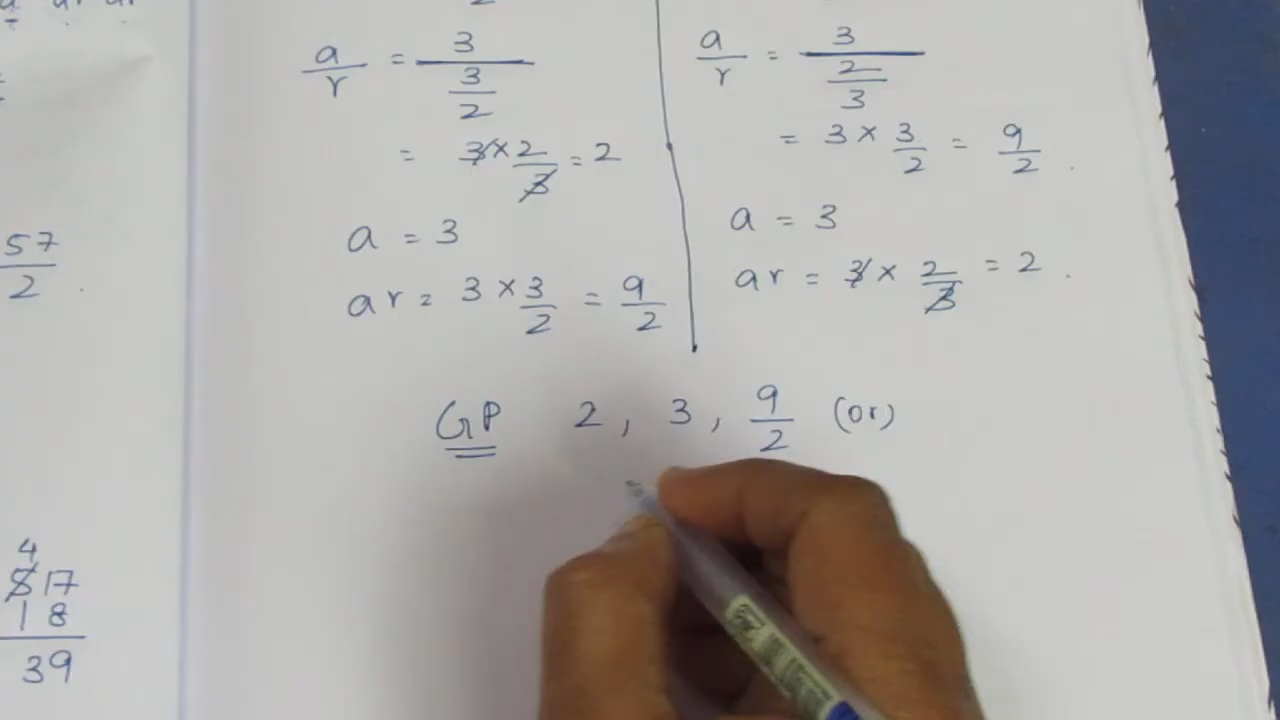 57/2 .
4
517
18
39
a/r = 3/(3/2)
= 3 × 2/3 = 2
a = 3
ar = 3 × 3/2 = 9/2
a/r = 3/(2/3)
= 3 × 3/2 = 9/2 .
a = 3
ar = 3 × 2/3 = 2 .
GP 2, 3, 9/2 (or)